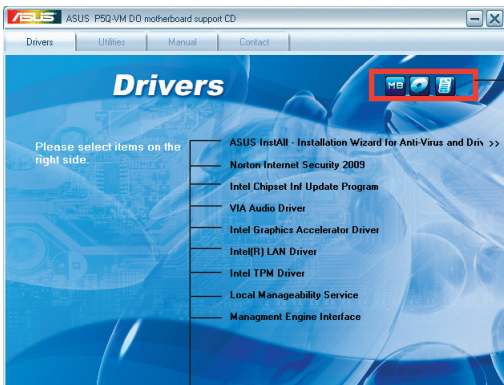 ASUS ASUS P5Q-VM DO motherboard support CD
Drivers Utilities Manual Contact
Drivers
MB
Please select items on the
right side.
ASUS InstAll - Installation Wizard for Anti-Virus and Driv >>
Norton Internet Security 2009
Intel Chipset Inf Update Program
VIA Audio Driver
Intel Graphics Accelerator Driver
Intel(R) LAN Driver
Intel TPM Driver
Local Manageability Service
Managment Engine Interface